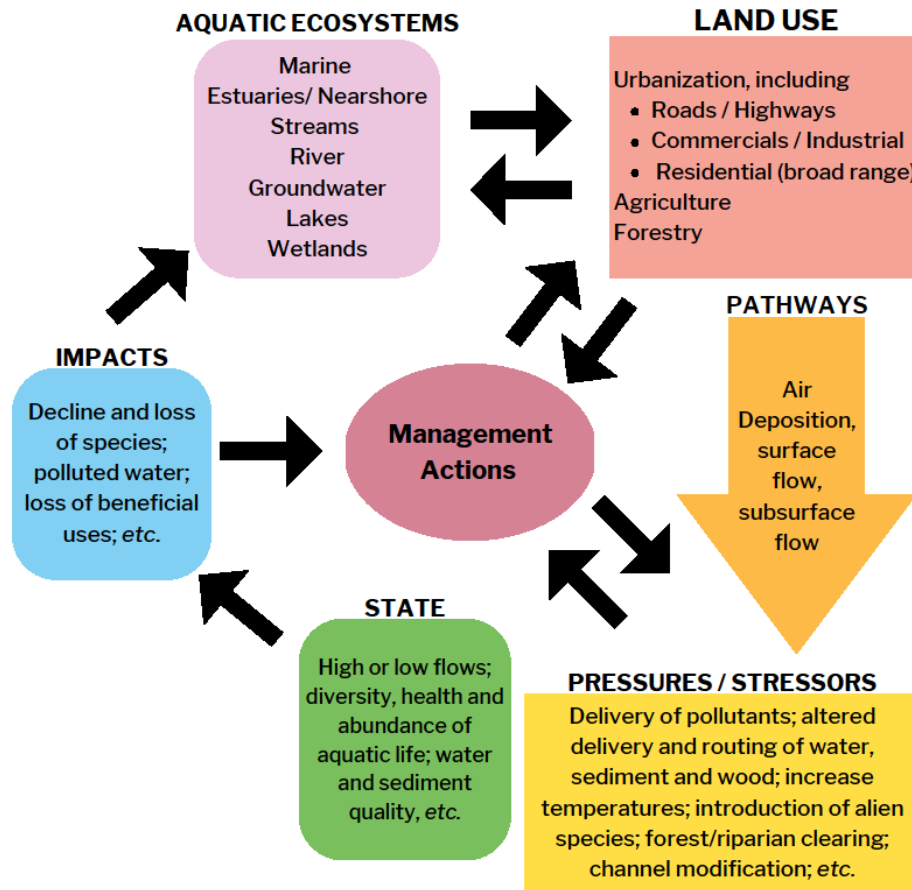 AQUATIC ECOSYSTEMS
Marine
Estuaries/ Nearshore
Streams
River
Groundwater
Lakes
Wetlands
LAND USE
Urbanization, including
• Roads / Highways
• Commercials / Industrial
• Residential (broad range)
Agriculture
Forestry
PATHWAYS
Air
Deposition,
surface
flow,
subsurface
flow
IMPACTS
Decline and loss
of species;
polluted water;
loss of beneficial
uses; etc.
Management
Actions
STATE
High or low flows;
diversity, health and
abundance of
aquatic life; water
and sediment
quality, etc.
PRESSURES / STRESSORS
Delivery of pollutants; altered
delivery and routing of water,
sediment and wood; increase
temperatures; introduction of alien
species; forest/riparian clearing;
channel modification; etc.